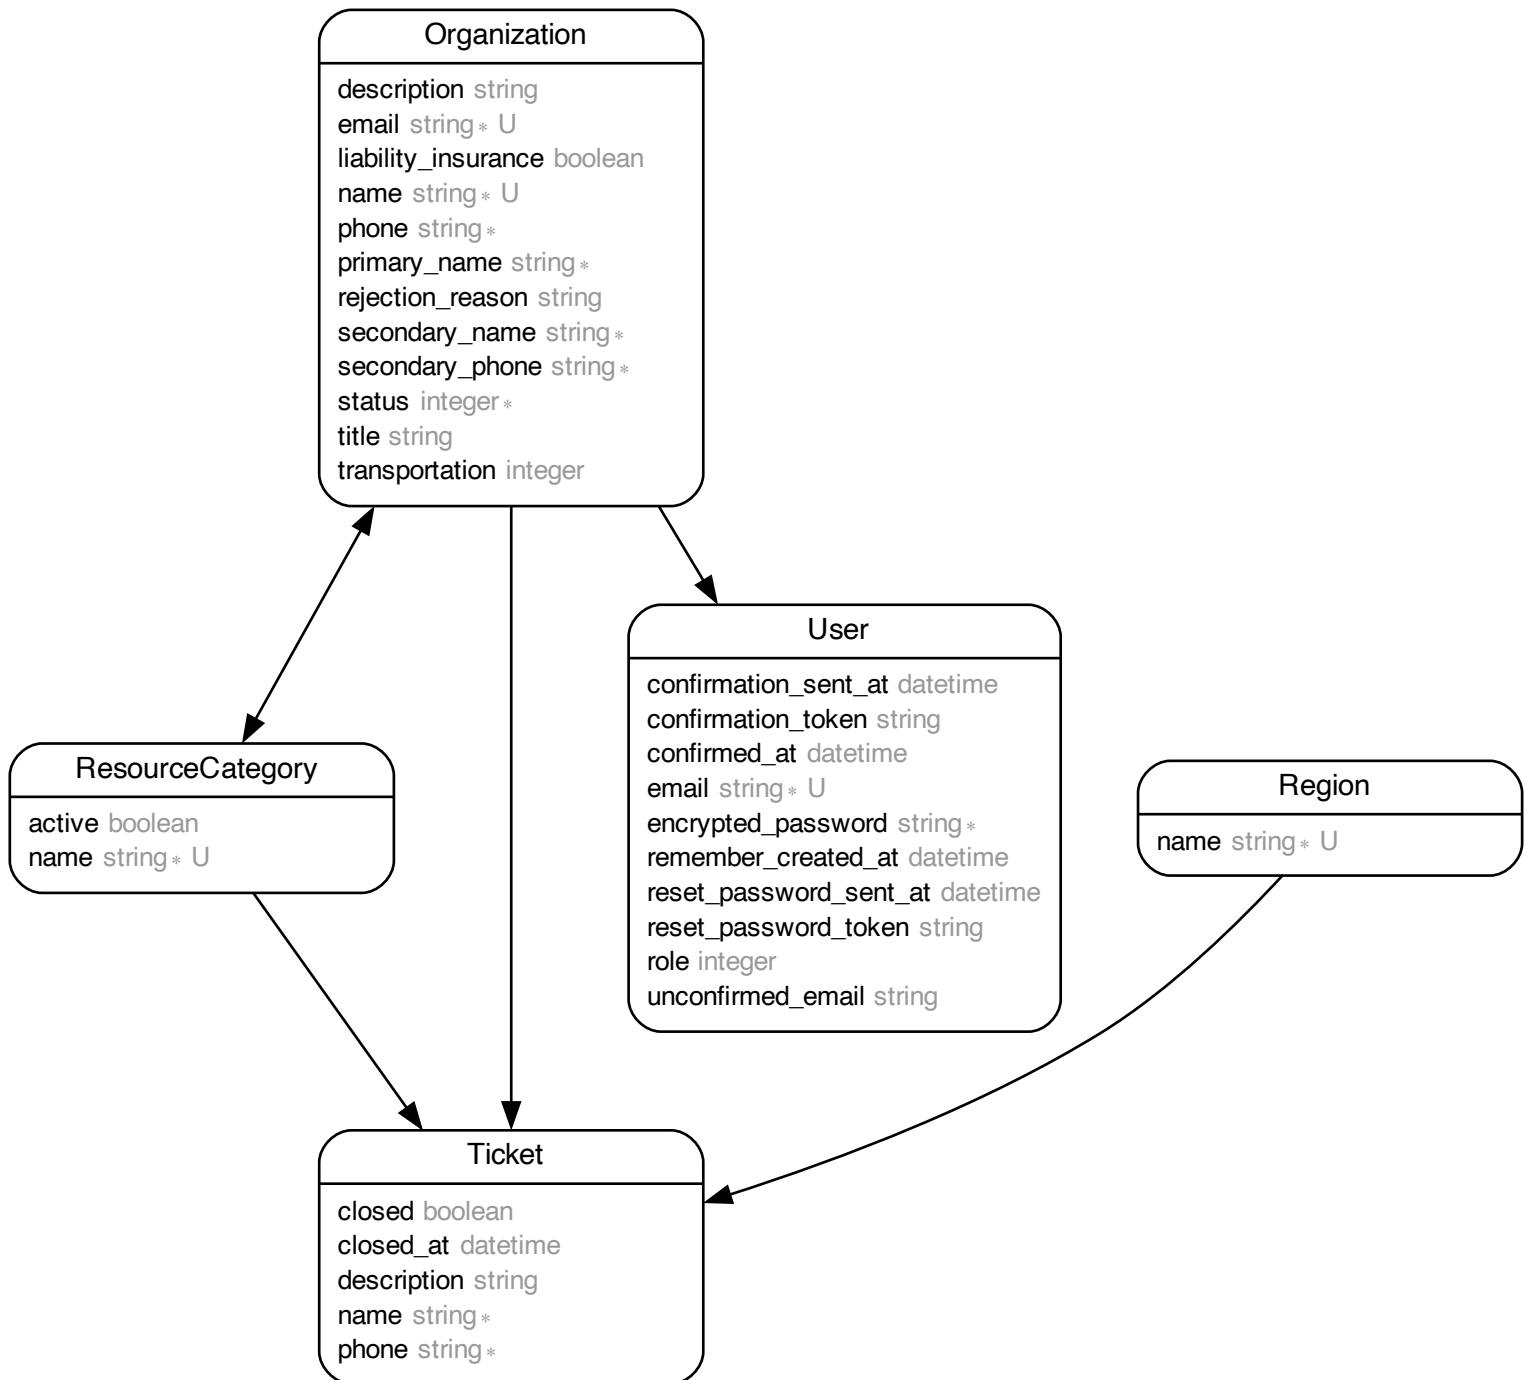 Organization
description string
email string* U
liability_insurance boolean
name string* U
phone string*
primary_name string*
rejection_reason string
secondary_name string*
secondary_phone string*
status integer*
title string
transportation integer
User
confirmation_sent_at datetime
confirmation_token string
confirmed_at datetime
email string* U
encrypted_password string*
remember_created_at datetime
reset_password_sent_at datetime
reset_password_token string
role integer
unconfirmed_email string
ResourceCategory
active boolean
name string* U
Region
name string* U
Ticket
closed boolean
closed_at datetime
description string
name string*
phone string*